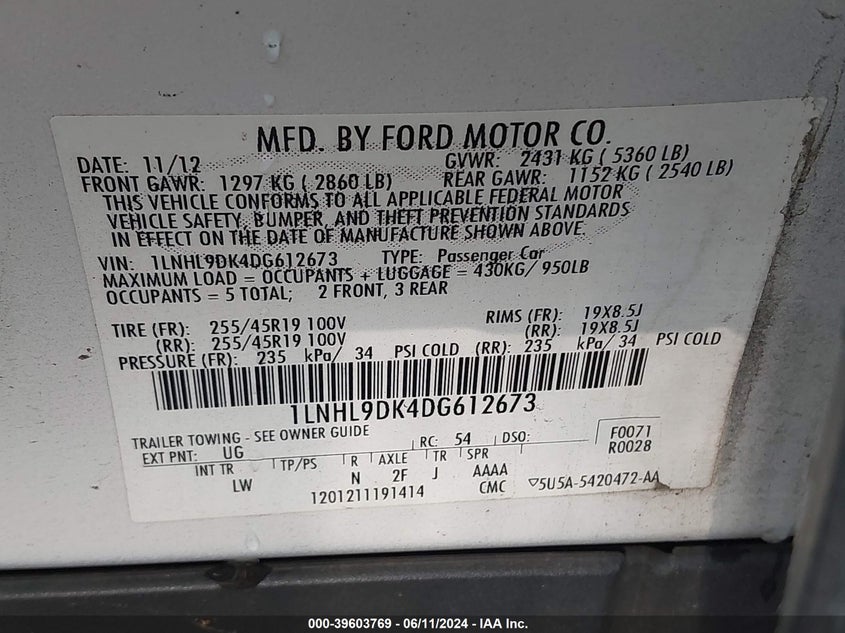 MFD. BY FORD MOTOR CO.
DATE: 11/12 GVWR: 2431 KG ( 5360 LB)
FRONT GAWR: 1297 KG ( 2860 LB) REAR GAWR: 1152 KG ( 2540 LB)
THIS VEHICLE CONFORMS TO ALL APPLICABLE FEDERAL MOTOR
VEHICLE SAFETY, BUMPER, AND THEFT PREVENTION STANDARDS
IN EFFECT ON THE DATE OF MANUFACTURE SHOWN ABOVE.
VIN: 1LNHL9DK4DG612673 TYPE: Passenger Car
MAXIMUM LOAD = OCCUPANTS + LUGGAGE = 430KG/ 950LB
OCCUPANTS = 5 TOTAL; 2 FRONT, 3 REAR
TIRE (FR): 255/45R19 100V RIMS (FR): 19X8.5J
(RR): 255/45R19 100V (RR): 19X8.5J
PRESSURE (FR): 235 kPa/ 34 PSI COLD (RR): 235 kPa/ 34 PSI COLD
1LNHL9DK4DG612673
TRAILER TOWING - SEE OWNER GUIDE
EXT PNT: UG RC: 54 DSO: F0071
R0028
INT TR TP/PS R AXLE TR SPR
LW N 2F J AAAA
1201211191414 CMC ▽5U5A-5420472-AA
000-39603769 - 06/11/2024 - IAA Inc.